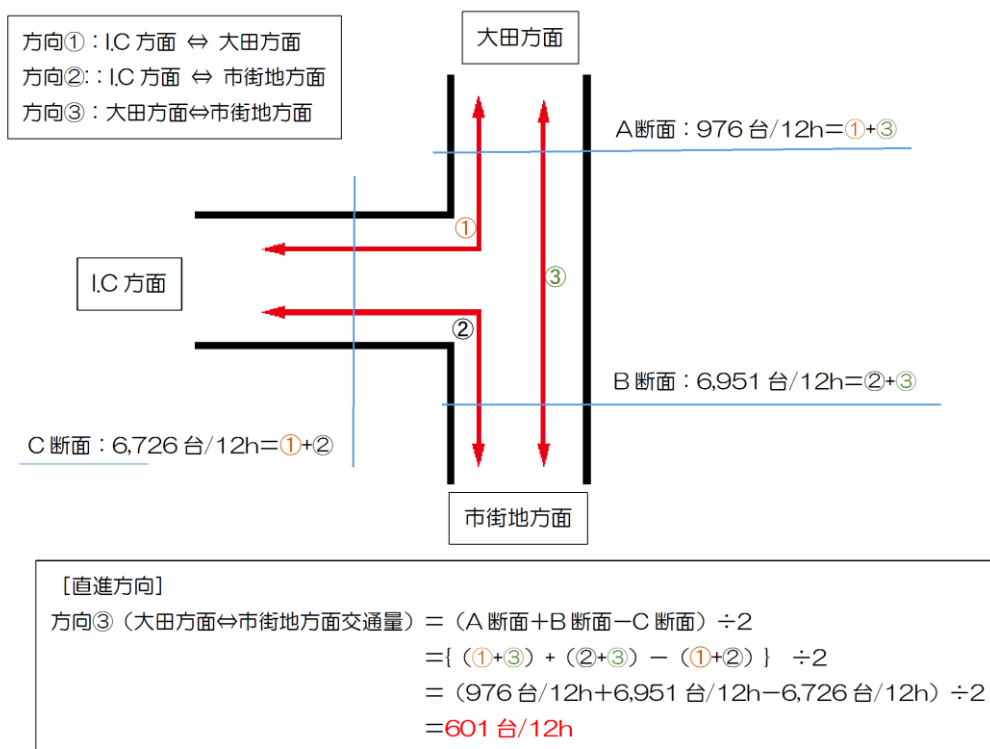 方向①：I.C 方面 ⇔ 大田方面
方向②：：I.C 方面 ⇔ 市街地方面
方向③：大田方面⇔市街地方面
大田方面
A断面：976 台/12h＝①+③
①
I.C 方面
③
②
B 断面：6,951 台/12h＝②+③
C 断面：6,726 台/12h＝①+②
市街地方面
［直進方向］
方向③（大田方面⇔市街地方面交通量）＝（A 断面＋B 断面－C 断面）÷2
＝{（①+③）+（②+③）－（①+②）} ÷2
＝（976 台/12h+6,951 台/12h−6,726 台/12h）÷2
＝601 台/12h